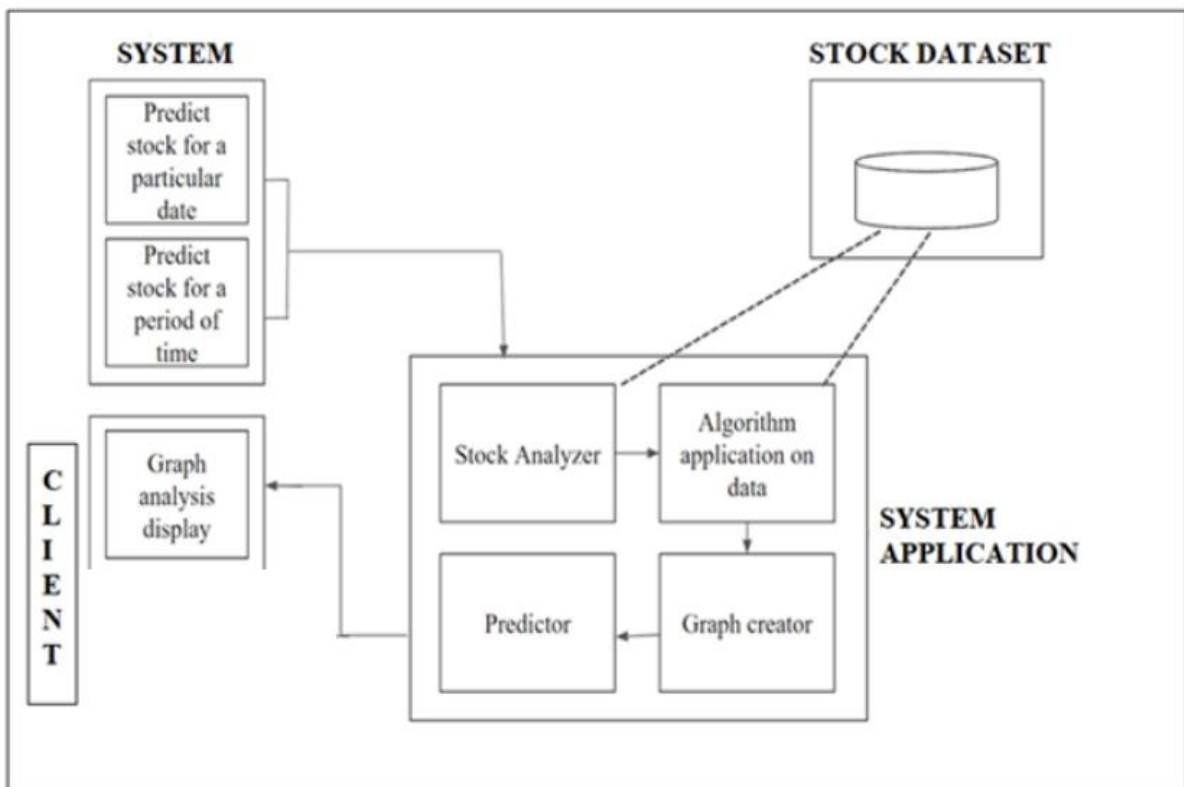 SYSTEM
Predict
stock for a
particular
date
Predict
stock for a
period of
time
STOCK DATASET
CLIENT
Graph
analysis
display
Stock Analyzer
Algorithm
application on
data
Predictor
Graph creator
SYSTEM
APPLICATION